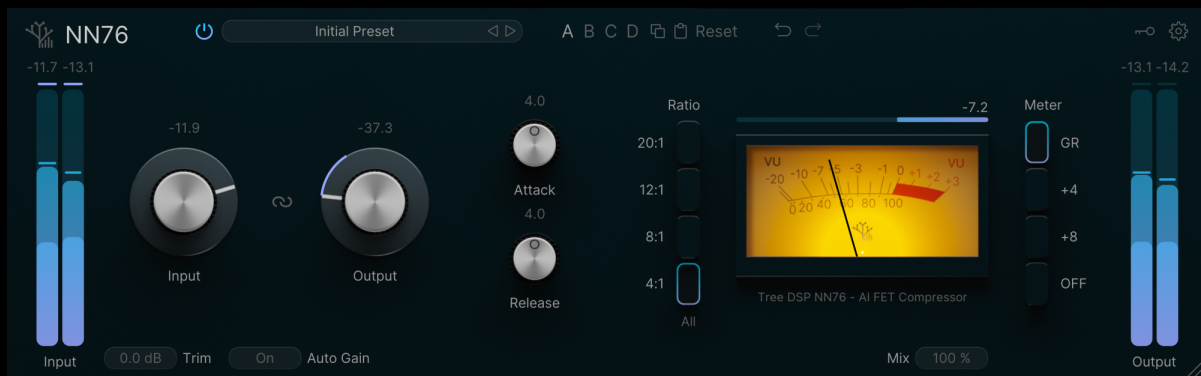 NN76
Initial Preset
A B C D Reset
-11.7 -13.1
-13.1 -14.2
-11.9
-37.3
Input
Output
4.0
Attack
4.0
Release
Ratio
20:1
12:1
8:1
4:1
All
-7.2
VU VU
-20 -10 -7 -5 -3 -1 0 +1 +2 +3
0 20 40 60 80 100
Tree DSP NN76 - AI FET Compressor
Meter
GR
+4
+8
OFF
Input
0.0 dB Trim
On Auto Gain
Mix 100 %
Output